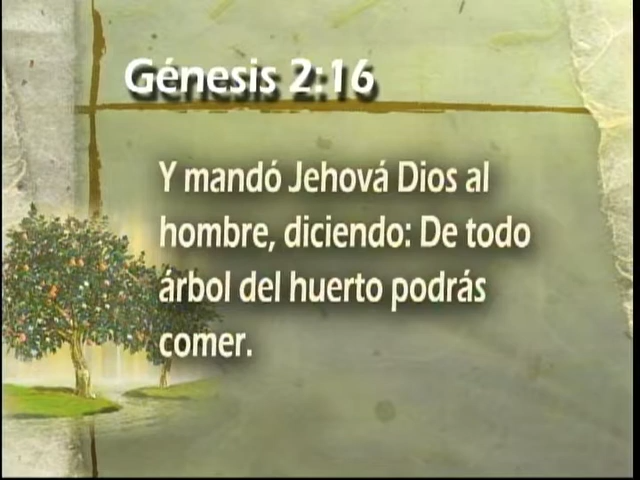 Génesis 2:16
Y mandó Jehová Dios al
hombre, diciendo: De todo
árbol del huerto podrás
comer.